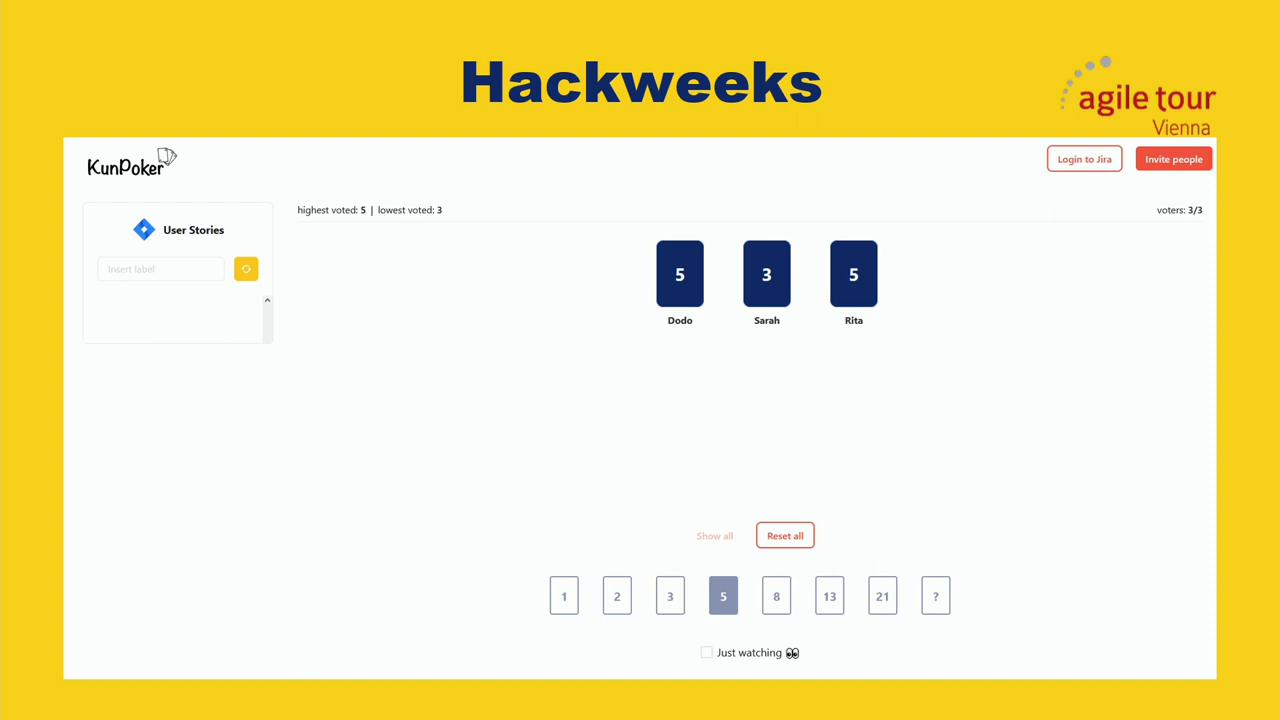 Hackweeks
agile tour
Vienna
KunPoker
Login to Jira
Invite people
User Stories
Insert label
highest voted: 5 | lowest voted: 3
voters: 3/3
5 3 5
Dodo Sarah Rita
Show all
Reset all
1 2 3 5 8 13 21 ?
Just watching